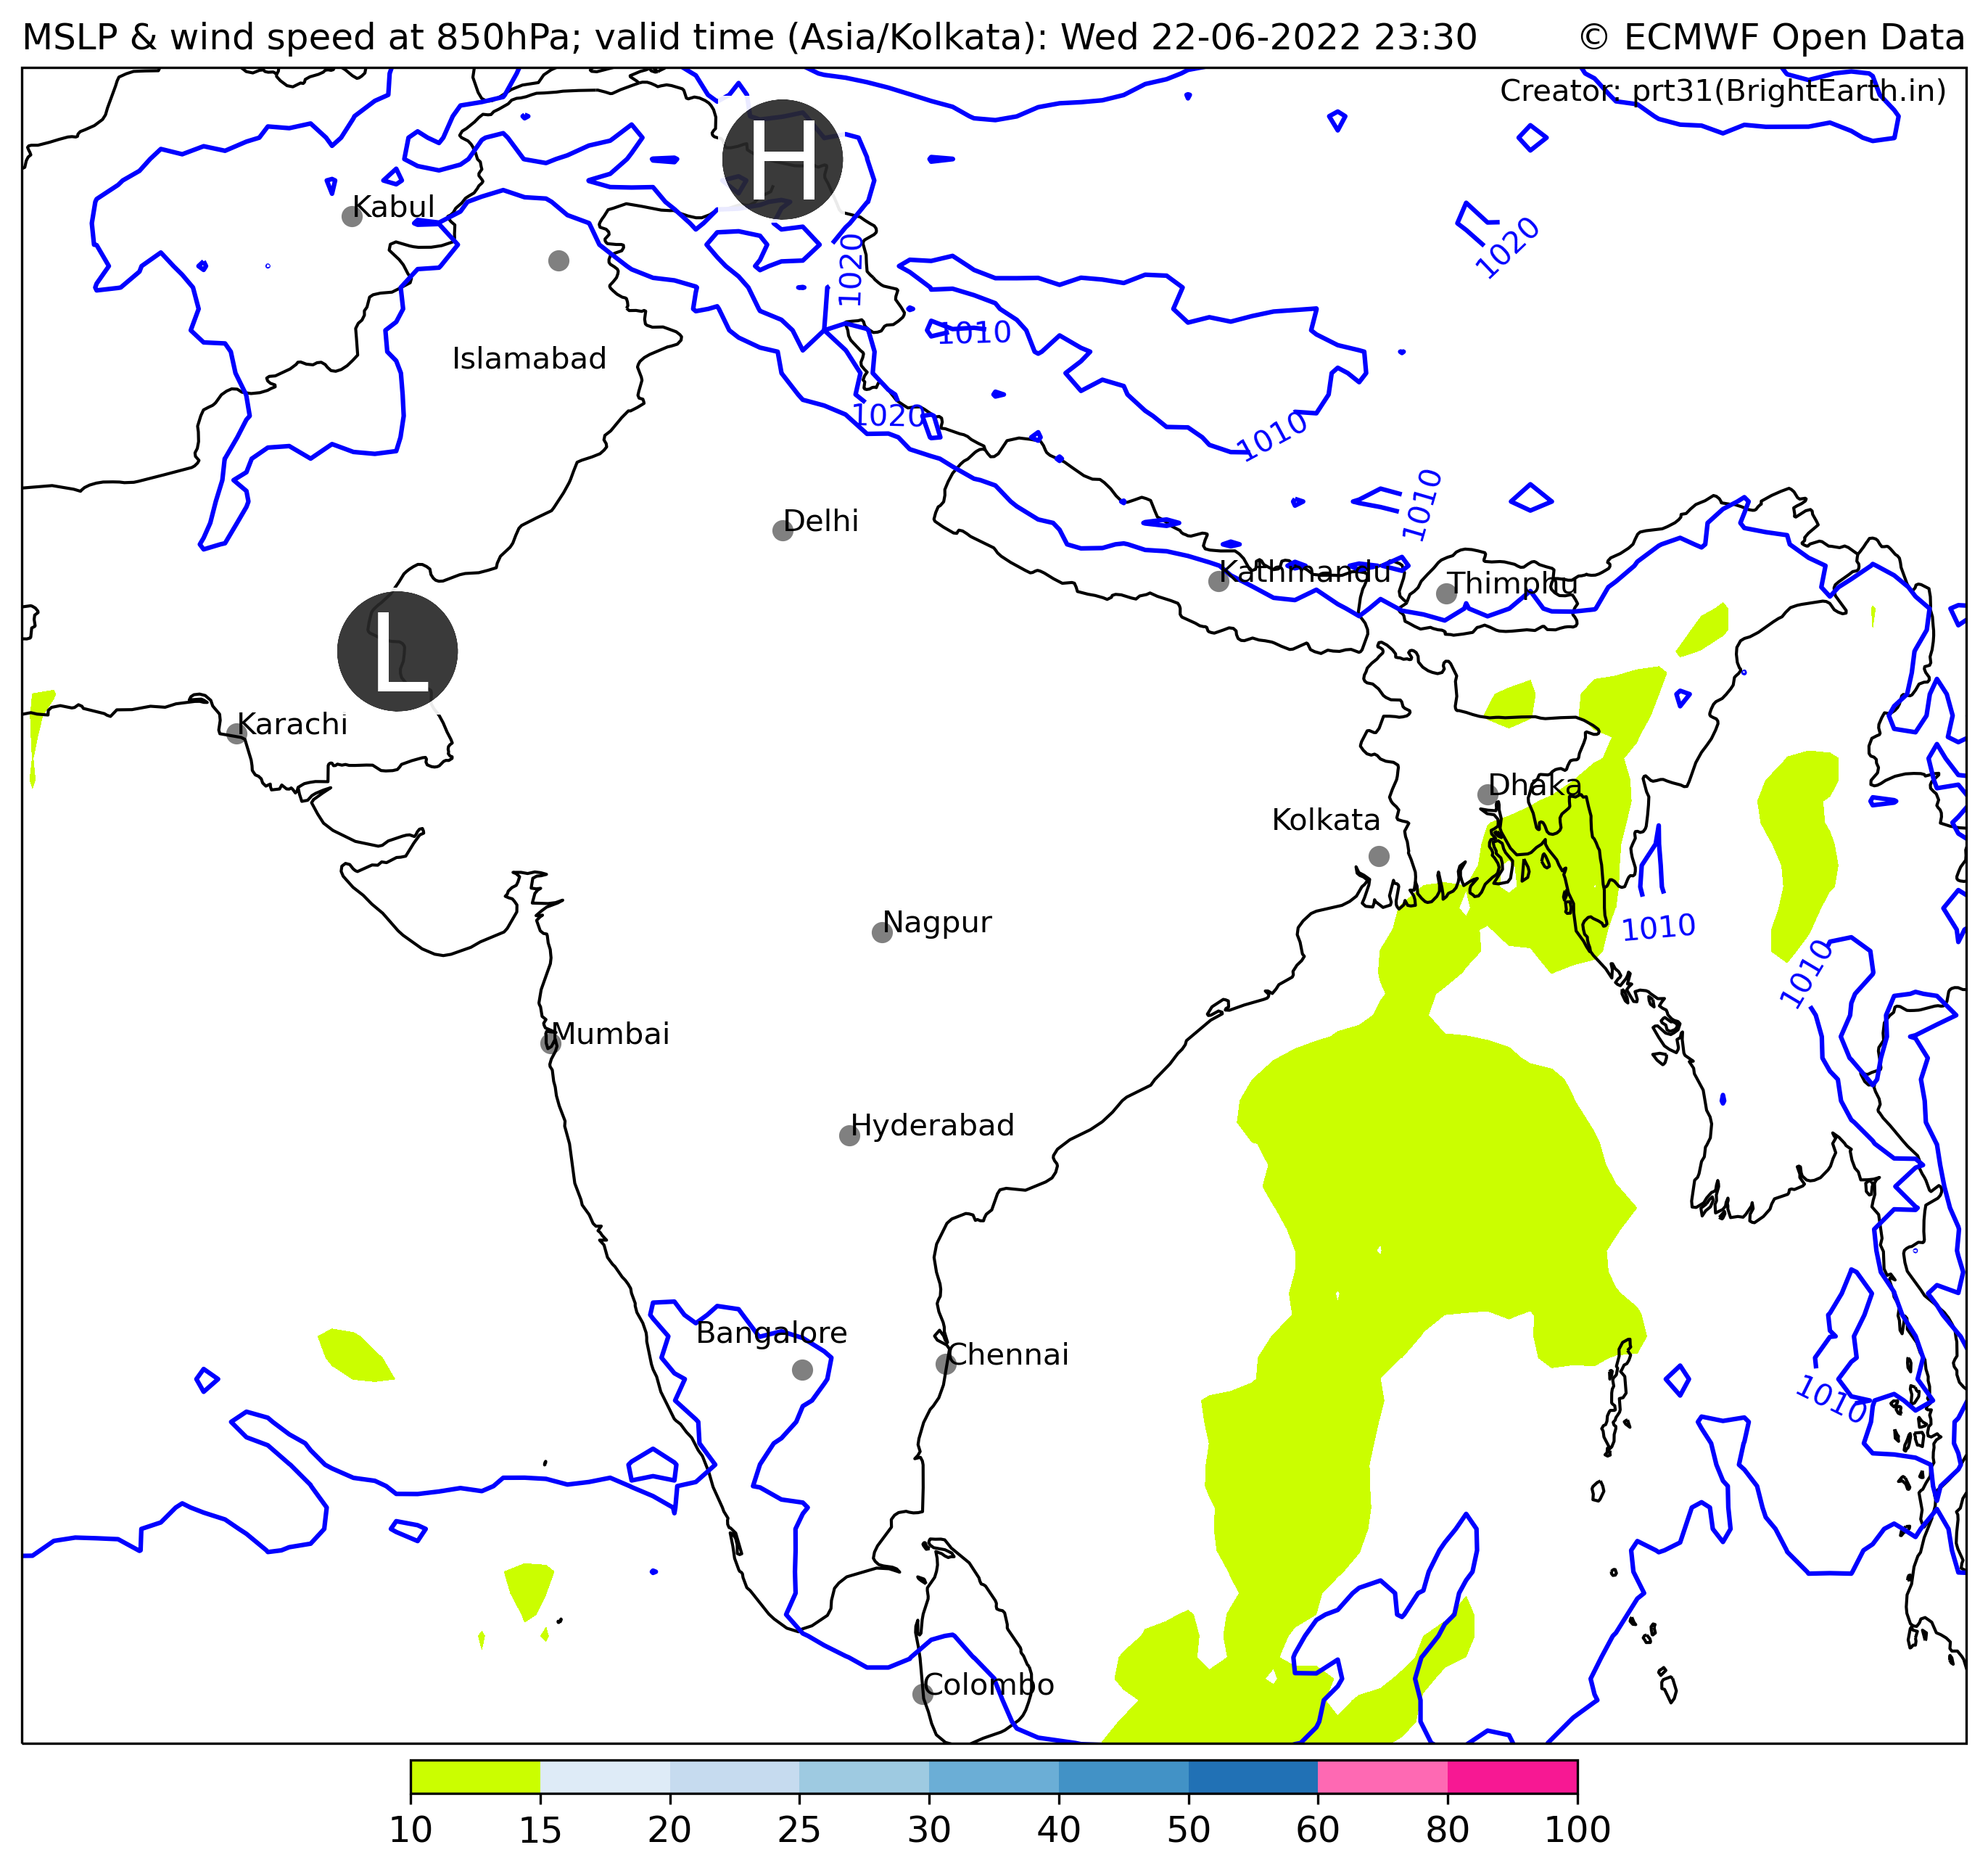 MSLP & wind speed at 850hPa; valid time (Asia/Kolkata): Wed 22-06-2022 23:30
© ECMWF Open Data
Creator: prt31(BrightEarth.in)
H
Kabul
1020
1020
Islamabad
1010
1020
1010
1010
Delhi
Kathmandu
Thimphu
L
Karachi
Dhaka
Kolkata
Nagpur
1010
1010
Mumbai
Hyderabad
Bangalore
Chennai
1010
Colombo
10 15 20 25 30 40 50 60 80 100